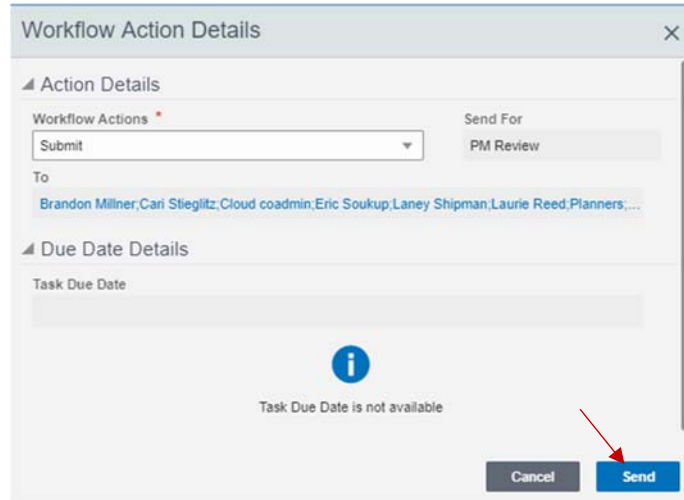 Workflow Action Details
Action Details
Workflow Actions *
Send For
Submit
PM Review
To
Brandon Millner;Cari Stieglitz;Cloud coadmin;Eric Soukup;Laney Shipman;Laurie Reed;Planners;...
Due Date Details
Task Due Date
Task Due Date is not available
Cancel
Send